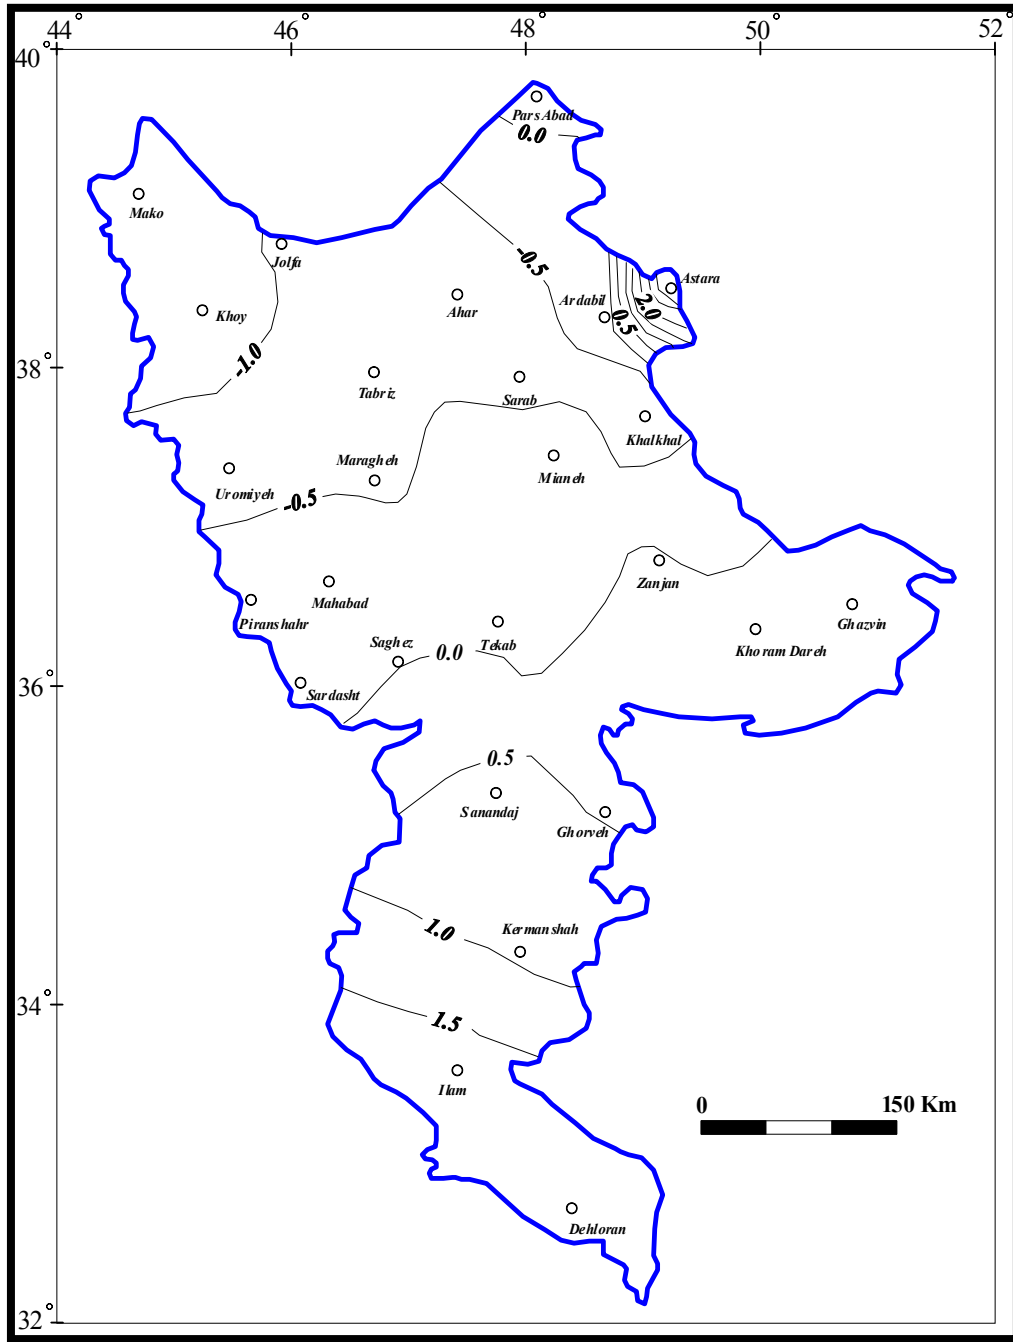 44° 46° 48° 50° 52°
40°
Pars Abad
0.0
Mako
Jolfa
-0.5
Astara
Ardabil
Khoy
Ahar
2.0
0.5
-1.0
38°
Tabriz
Sarab
Khalkhal
Maragheh
Mianeh
Uromiyeh
-0.5
Zanjan
Mahabad
Piranshahr
Ghazvin
Saghez
Tekab
Khoram Dareh
0.0
36°
Sardasht
0.5
Sanandaj
Ghorveh
Kermanshah
1.0
34°
1.5
Ilam
0 150 Km
Dehloran
32°